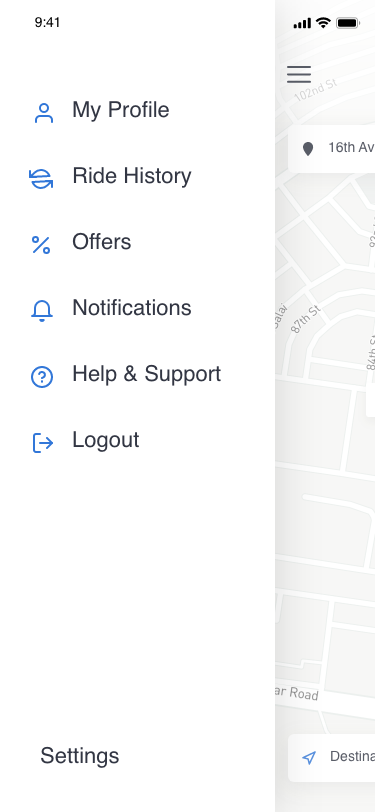 9:41
102nd St
My Profile
16th Av
Ride History
Offers
Notifications
87th St
84th St
Help & Support
Logout
ar Road
Settings
Destina